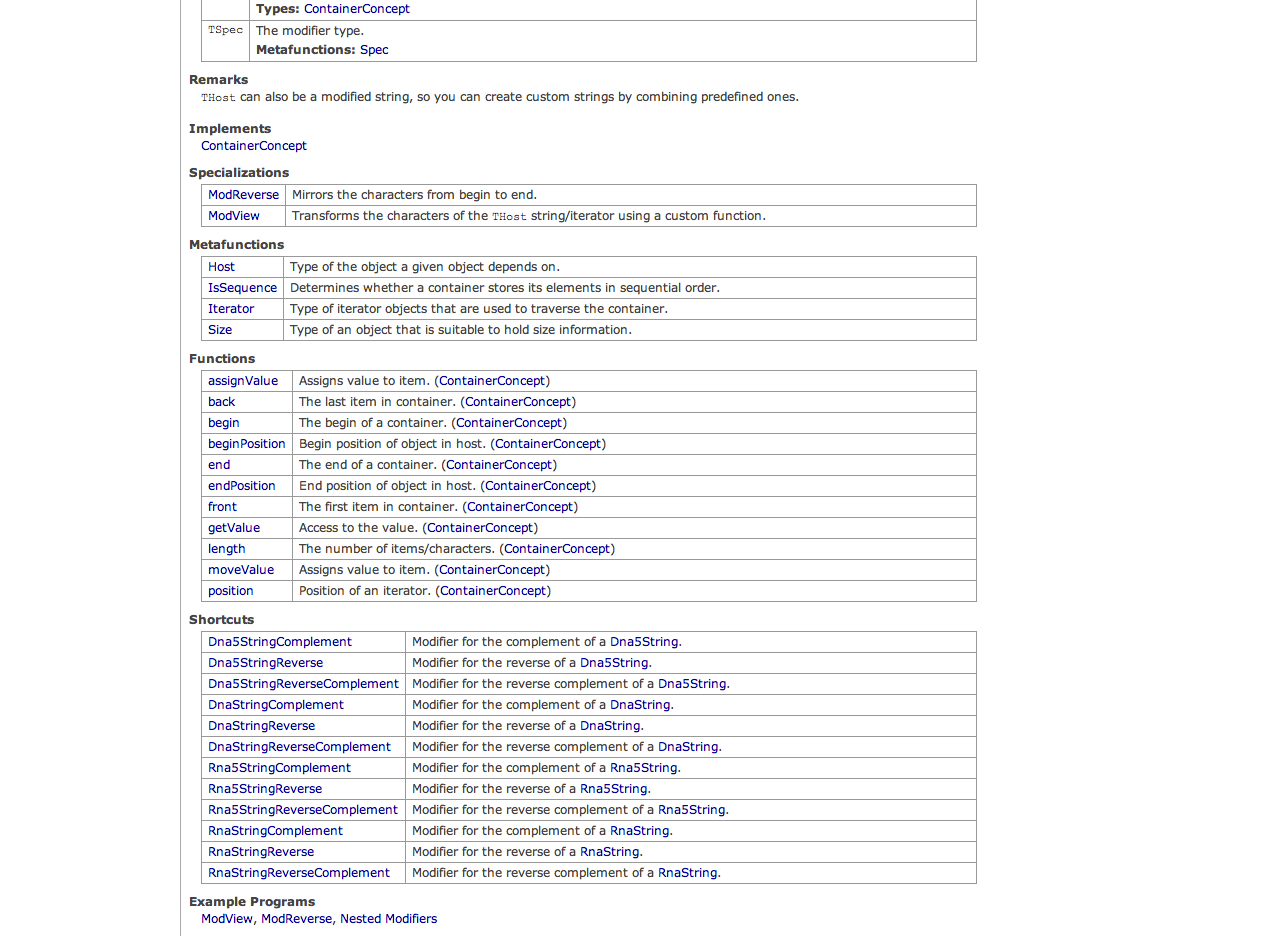 Types: ContainerConcept
TSpec The modifier type.
Metafunctions: Spec
Remarks
THost can also be a modified string, so you can create custom strings by combining predefined ones.
Implements
ContainerConcept
Specializations
ModReverse Mirrors the characters from begin to end.
ModView Transforms the characters of the THost string/iterator using a custom function.
Metafunctions
Host Type of the object a given object depends on.
IsSequence Determines whether a container stores its elements in sequential order.
Iterator Type of iterator objects that are used to traverse the container.
Size Type of an object that is suitable to hold size information.
Functions
assignValue Assigns value to item. (ContainerConcept)
back The last item in container. (ContainerConcept)
begin The begin of a container. (ContainerConcept)
beginPosition Begin position of object in host. (ContainerConcept)
end The end of a container. (ContainerConcept)
endPosition End position of object in host. (ContainerConcept)
front The first item in container. (ContainerConcept)
getValue Access to the value. (ContainerConcept)
length The number of items/characters. (ContainerConcept)
moveValue Assigns value to item. (ContainerConcept)
position Position of an iterator. (ContainerConcept)
Shortcuts
Dna5StringComplement Modifier for the complement of a Dna5String.
Dna5StringReverse Modifier for the reverse of a Dna5String.
Dna5StringReverseComplement Modifier for the reverse complement of a Dna5String.
DnaStringComplement Modifier for the complement of a DnaString.
DnaStringReverse Modifier for the reverse of a DnaString.
DnaStringReverseComplement Modifier for the reverse complement of a DnaString.
Rna5StringComplement Modifier for the complement of a Rna5String.
Rna5StringReverse Modifier for the reverse of a Rna5String.
Rna5StringReverseComplement Modifier for the reverse complement of a Rna5String.
RnaStringComplement Modifier for the complement of a RnaString.
RnaStringReverse Modifier for the reverse of a RnaString.
RnaStringReverseComplement Modifier for the reverse complement of a RnaString.
Example Programs
ModView, ModReverse, Nested Modifiers